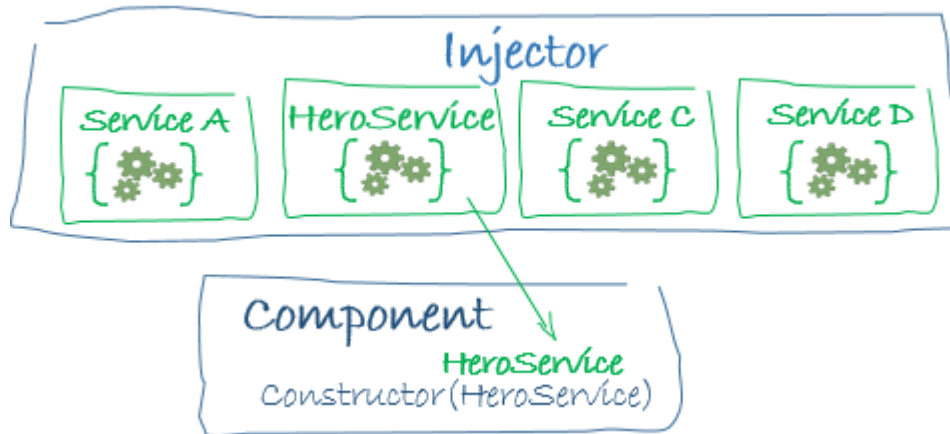 Injector
Service A HeroService Service C Service D
Component
HeroService
Constructor(HeroService)